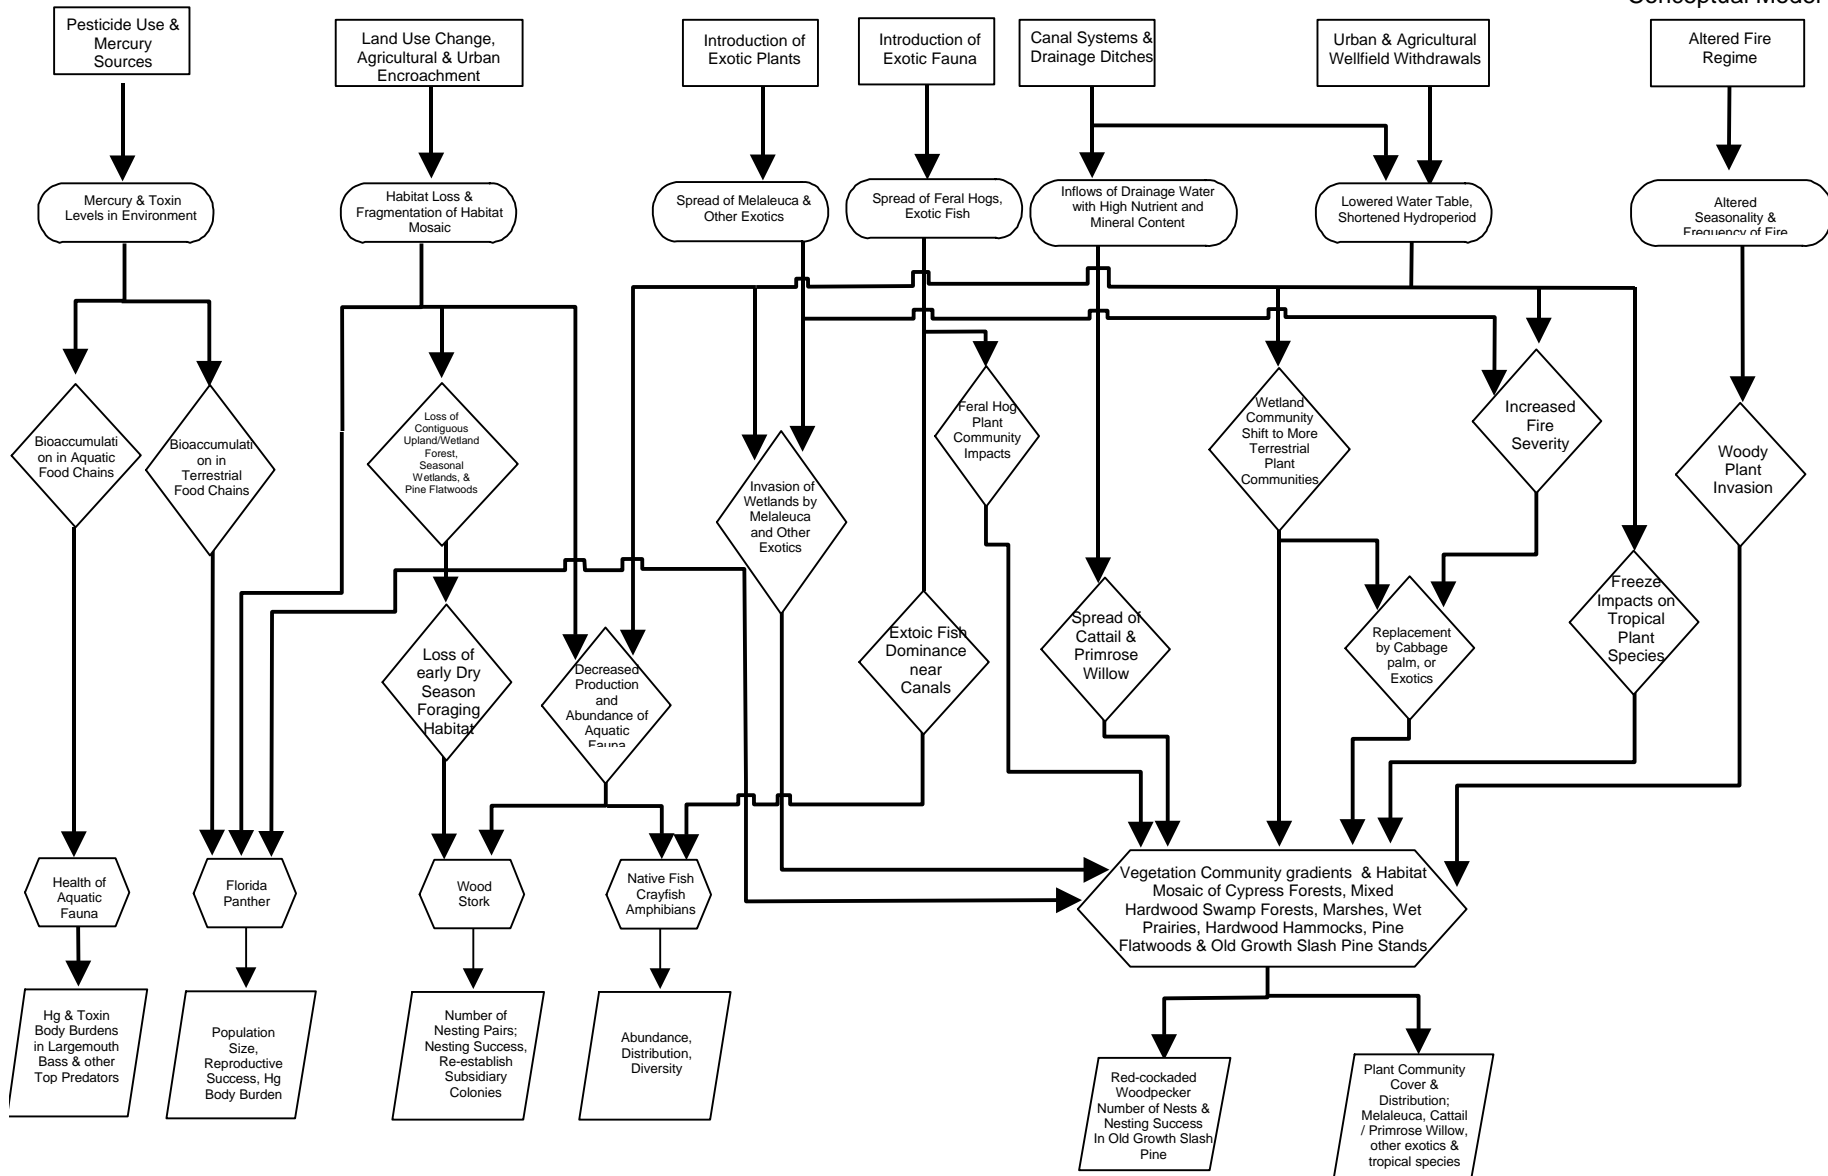 Conceptual Model
Pesticide Use &
Mercury
Sources
Land Use Change,
Agricultural & Urban
Encroachment
Introduction of
Exotic Plants
Introduction of
Exotic Fauna
Canal Systems &
Drainage Ditches
Urban & Agricultural
Wellfield Withdrawals
Altered Fire
Regime
Mercury & Toxin
Levels in Environment
Habitat Loss &
Fragmentation of Habitat
Mosaic
Spread of Melaleuca &
Other Exotics
Spread of Feral Hogs,
Exotic Fish
Inflows of Drainage Water
with High Nutrient and
Mineral Content
Lowered Water Table,
Shortened Hydroperiod
Altered
Seasonality &
Frequency of Fire
Bioaccumulati
on in Aquatic
Food Chains
Bioaccumulati
on in
Terrestrial
Food Chains
Loss of
Contiguous
Upland/Wetland
Forest,
Seasonal
Wetlands, &
Pine Flatwoods
Invasion of
Wetlands by
Melaleuca
and Other
Exotics
Feral Hog
Plant
Community
Impacts
Wetland
Community
Shift to More
Terrestrial
Plant
Communities
Increased
Fire
Severity
Woody
Plant
Invasion
Loss of
early Dry
Season
Foraging
Habitat
Decreased
Production
and
Abundance of
Aquatic
Fauna
Extoic Fish
Dominance
near
Canals
Spread of
Cattail &
Primrose
Willow
Replacement
by Cabbage
palm, or
Exotics
Freeze
Impacts on
Tropical
Plant
Species
Health of
Aquatic
Fauna
Florida
Panther
Wood
Stork
Native Fish
Crayfish
Amphibians
Vegetation Community gradients & Habitat
Mosaic of Cypress Forests, Mixed
Hardwood Swamp Forests, Marshes, Wet
Prairies, Hardwood Hammocks, Pine
Flatwoods & Old Growth Slash Pine Stands
Hg & Toxin
Body Burdens
in Largemouth
Bass & other
Top Predators
Population
Size,
Reproductive
Success, Hg
Body Burden
Number of
Nesting Pairs;
Nesting Success,
Re-establish
Subsidiary
Colonies
Abundance,
Distribution,
Diversity
Red-cockaded
Woodpecker
Number of Nests &
Nesting Success
In Old Growth Slash
Pine
Plant Community
Cover &
Distribution;
Melaleuca, Cattail
/ Primrose Willow,
other exotics &
tropical species